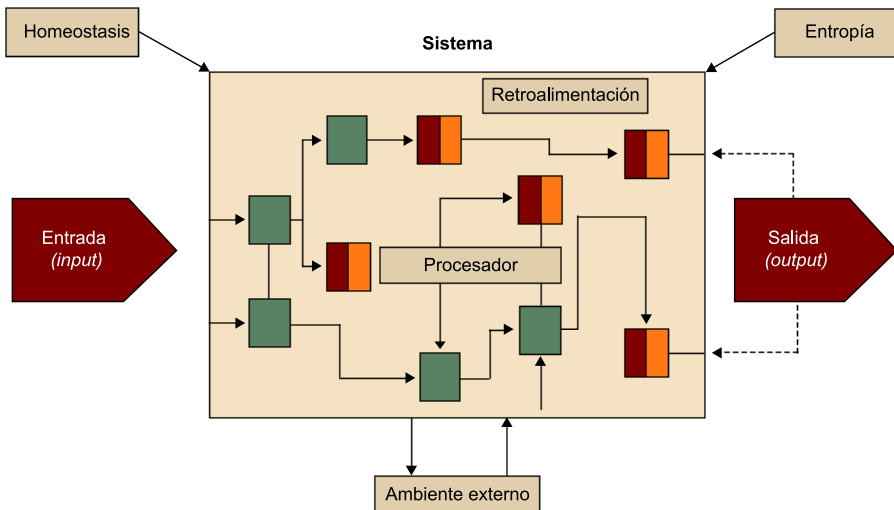 Homeostasis
Sistema
Entropía
Retroalimentación
Entrada
(input)
Procesador
Salida
(output)
Ambiente externo